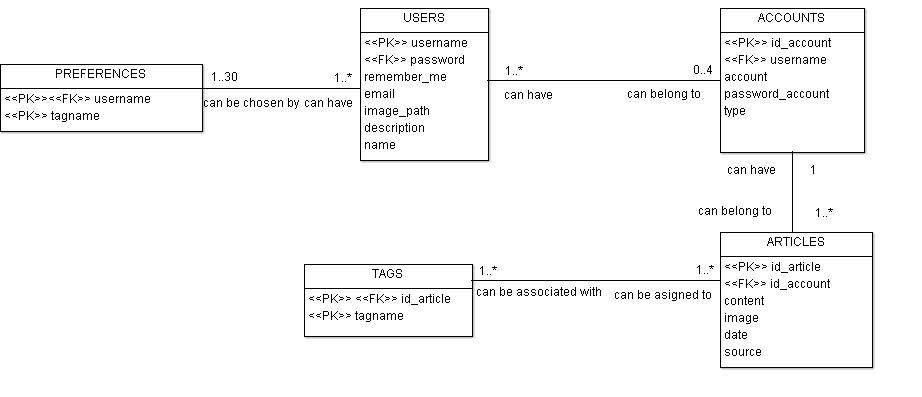 USERS
<<PK>> username
<<FK>> password
remember_me
email
image_path
description
name
ACCOUNTS
<<PK>> id_account
<<FK>> username
account
password_account
type
PREFERENCES
<<PK>><<FK>> username
<<PK>> tagname
1..30
1..*
can be chosen by
can have
1..*
0..4
can have
can belong to
can have
1
can belong to
1..*
ARTICLES
<<PK>> id_article
<<FK>> id_account
content
image
date
source
TAGS
<<PK>> <<FK>> id_article
<<PK>> tagname
1..*
1..*
can be associated with
can be asigned to